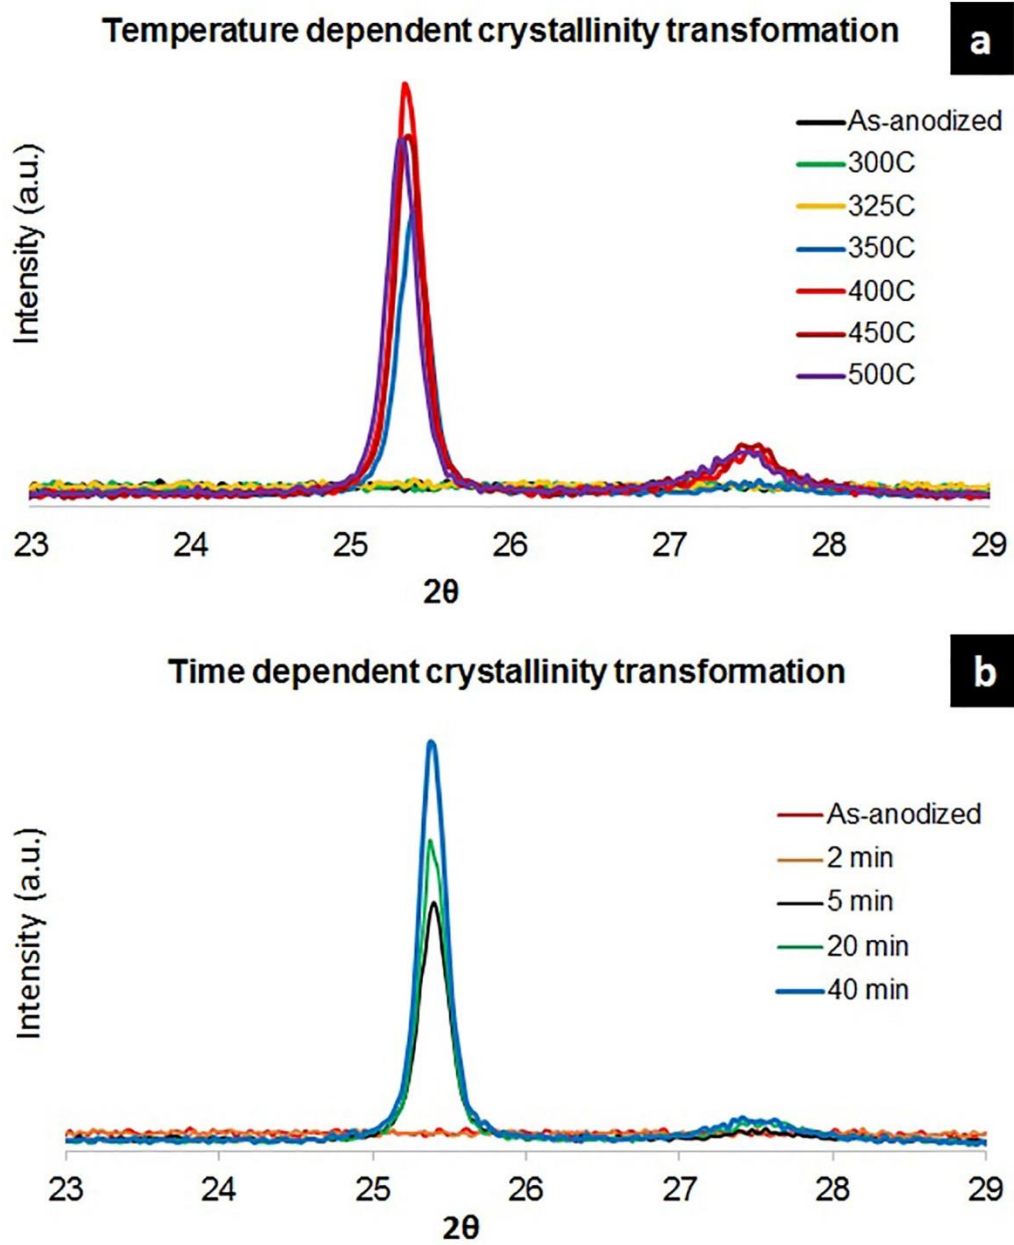 Temperature dependent crystallinity transformation
a
Intensity (a.u.)
As-anodized
300C
325C
350C
400C
450C
500C
23 24 25 26 27 28 29
2θ
Time dependent crystallinity transformation
b
Intensity (a.u.)
As-anodized
2 min
5 min
20 min
40 min
23 24 25 26 27 28 29
2θ